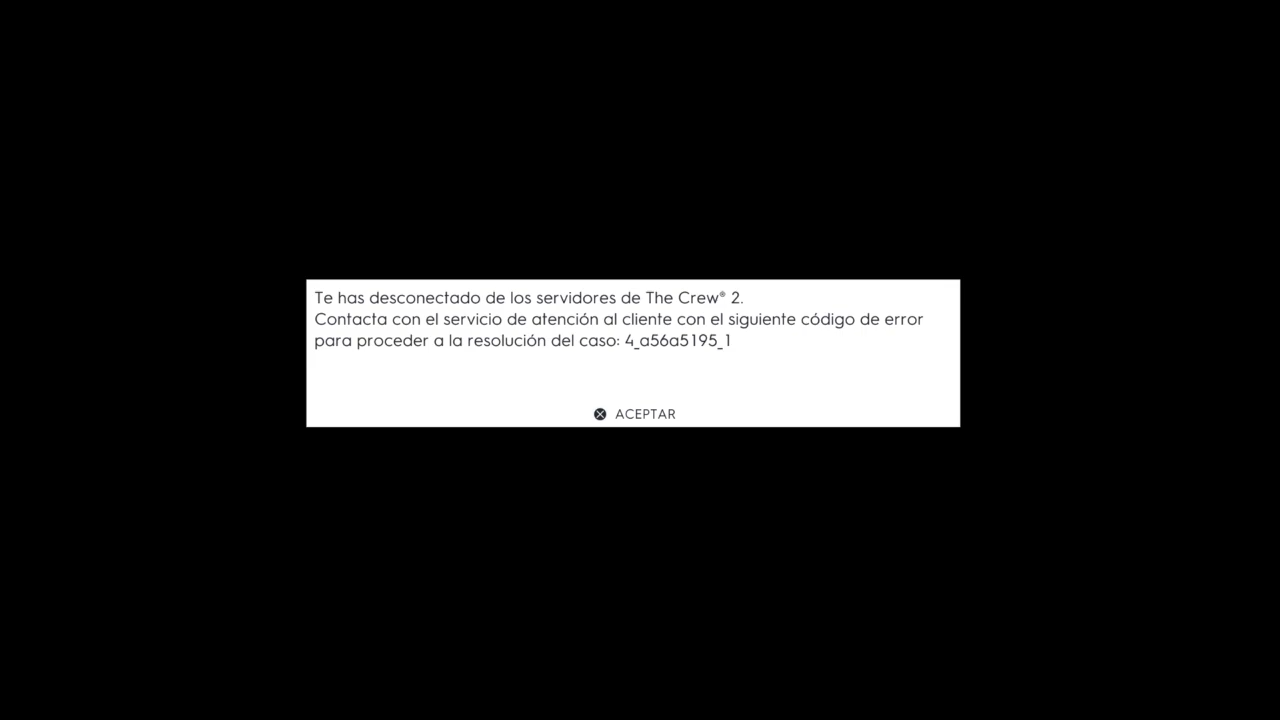 Te has desconectado de los servidores de The Crew® 2.
Contacta con el servicio de atención al cliente con el siguiente código de error
para proceder a la resolución del caso: 4_a56a5195_1
ACEPTAR